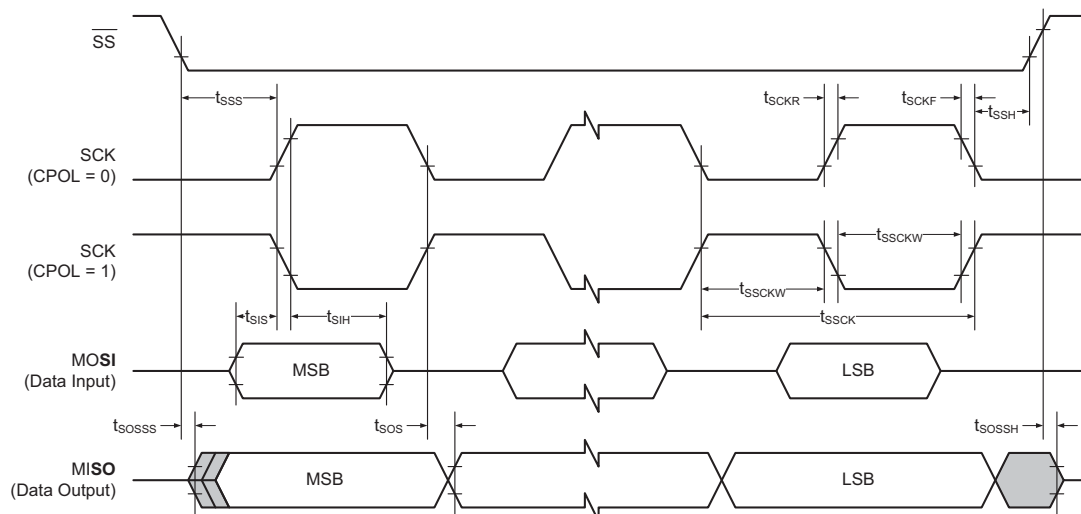 SS
tSSS
tSCKR
tSCKF
tSSH
SCK
(CPOL = 0)
SCK
(CPOL = 1)
tSSCKW
tSSCKW
tSSCK
tSIS
tSIH
MOSI
(Data Input)
MSB
LSB
tSOSSS
tSOS
tSOSSH
MISO
(Data Output)
MSB
LSB